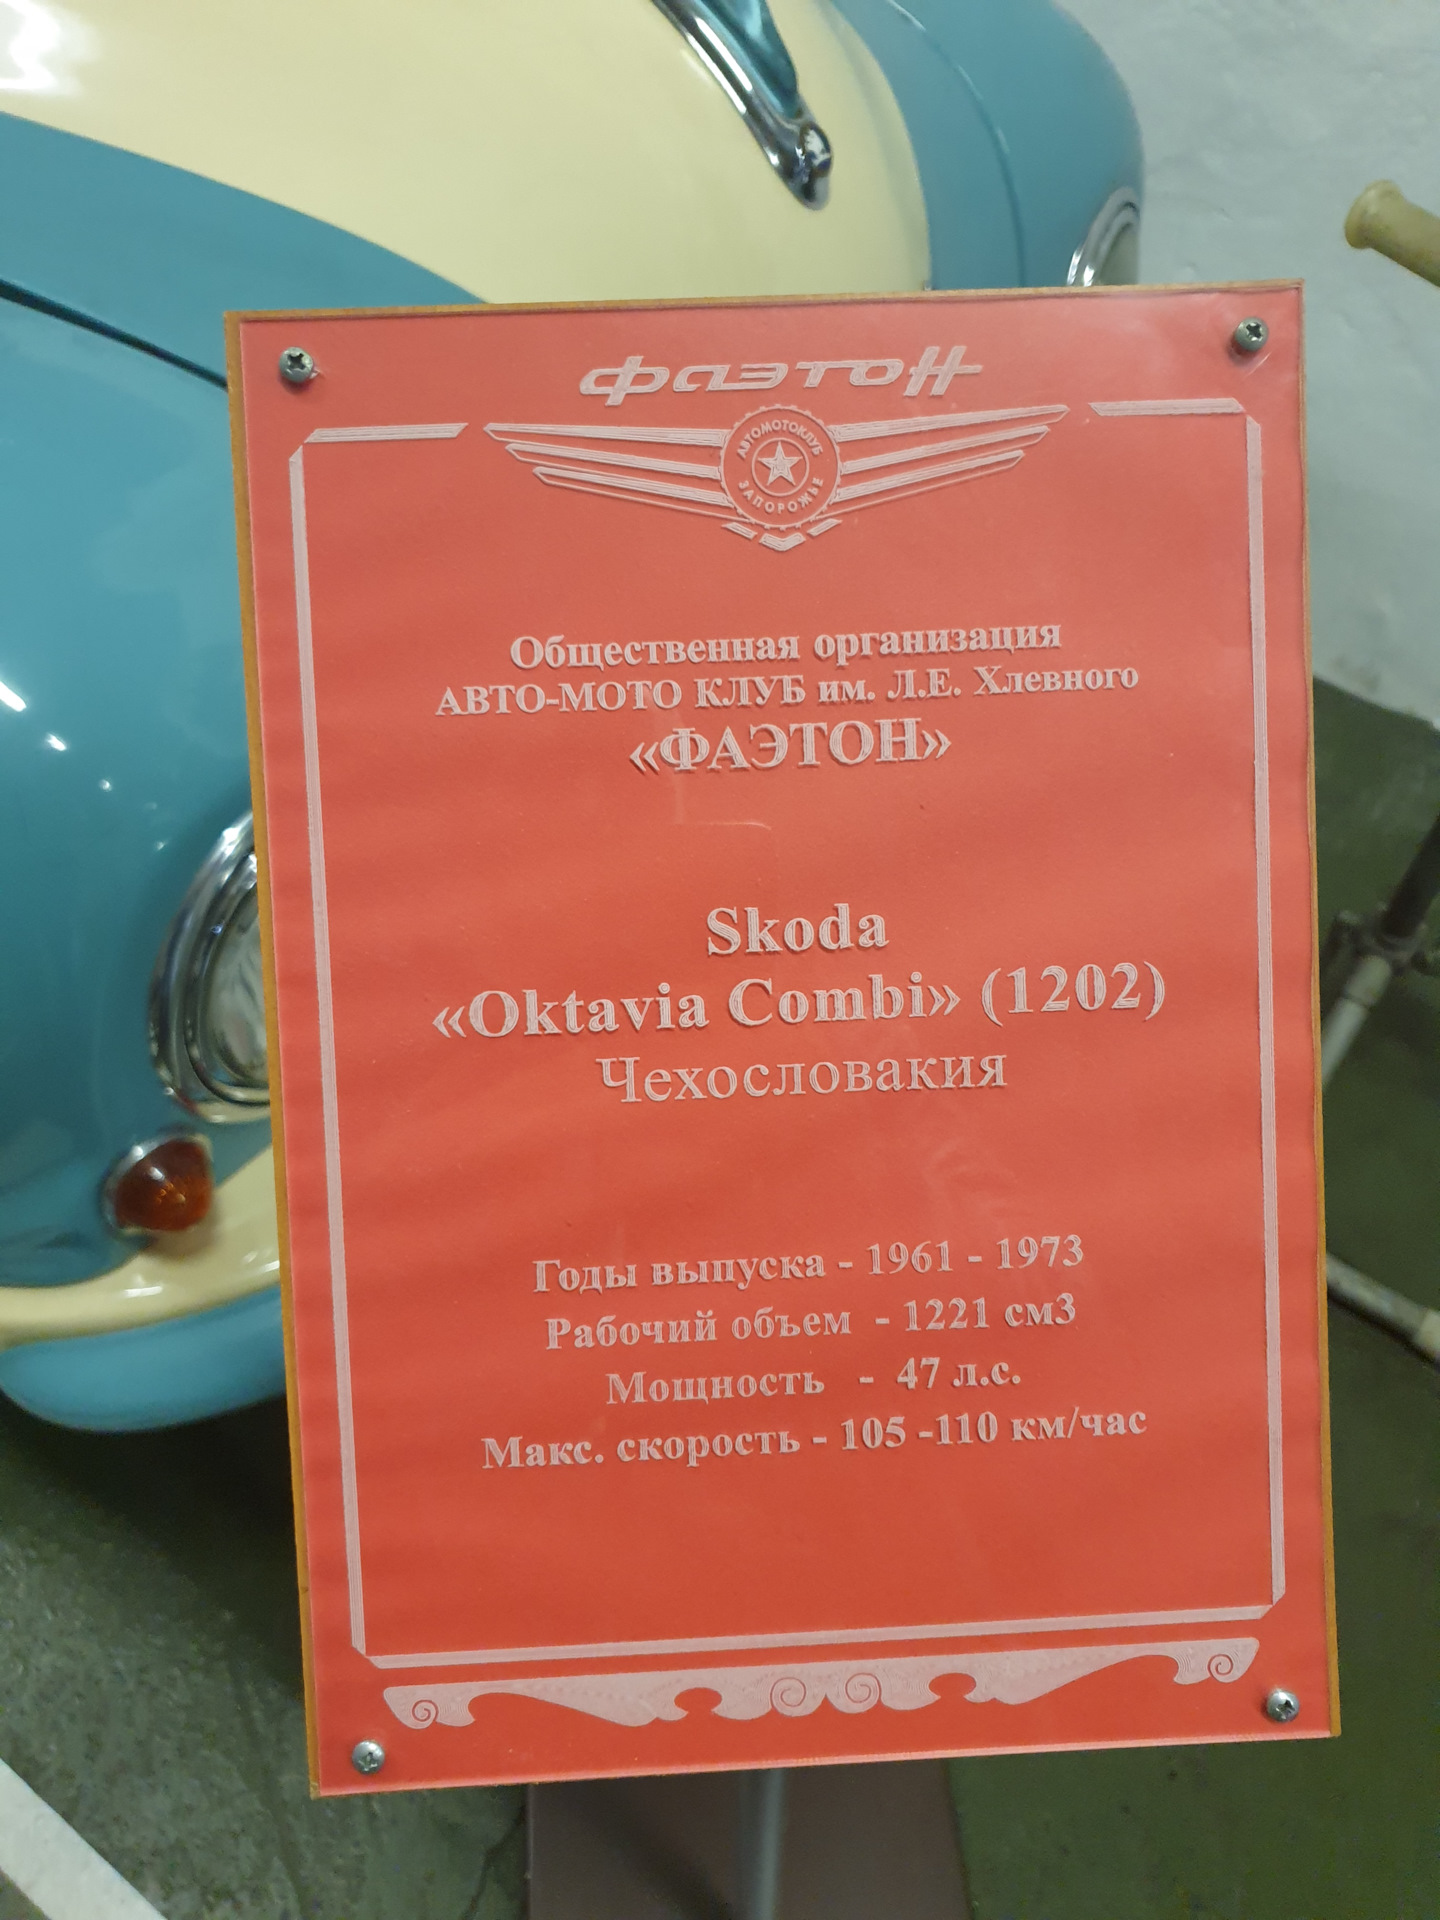 фаэтон
АВТОМОТОКЛУБ
ЗАПОРОЖЬЕ
Общественная организация
АВТО-МОТО КЛУБ им. Л.Е. Хлевного
«ФАЭТОН»
Skoda
«Oktavia Combi» (1202)
Чехословакия
Годы выпуска - 1961 - 1973
Рабочий объем - 1221 см3
Мощность - 47 л.с.
Макс. скорость - 105 -110 км/час